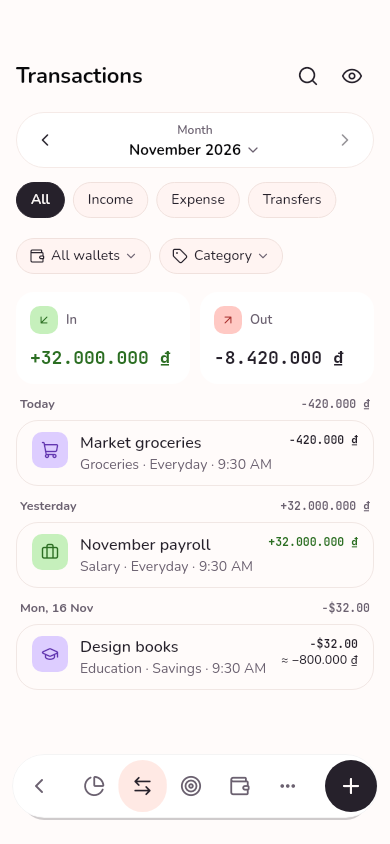 Transactions
Month
November 2026
All Income Expense Transfers
All wallets Category
In
+32.000.000 ₫
Out
-8.420.000 ₫
Today -420.000 ₫
Market groceries -420.000 ₫
Groceries · Everyday · 9:30 AM
Yesterday +32.000.000 ₫
November payroll +32.000.000 ₫
Salary · Everyday · 9:30 AM
Mon, 16 Nov -$32.00
Design books -$32.00
Education · Savings · 9:30 AM ≈ −800.000 ₫